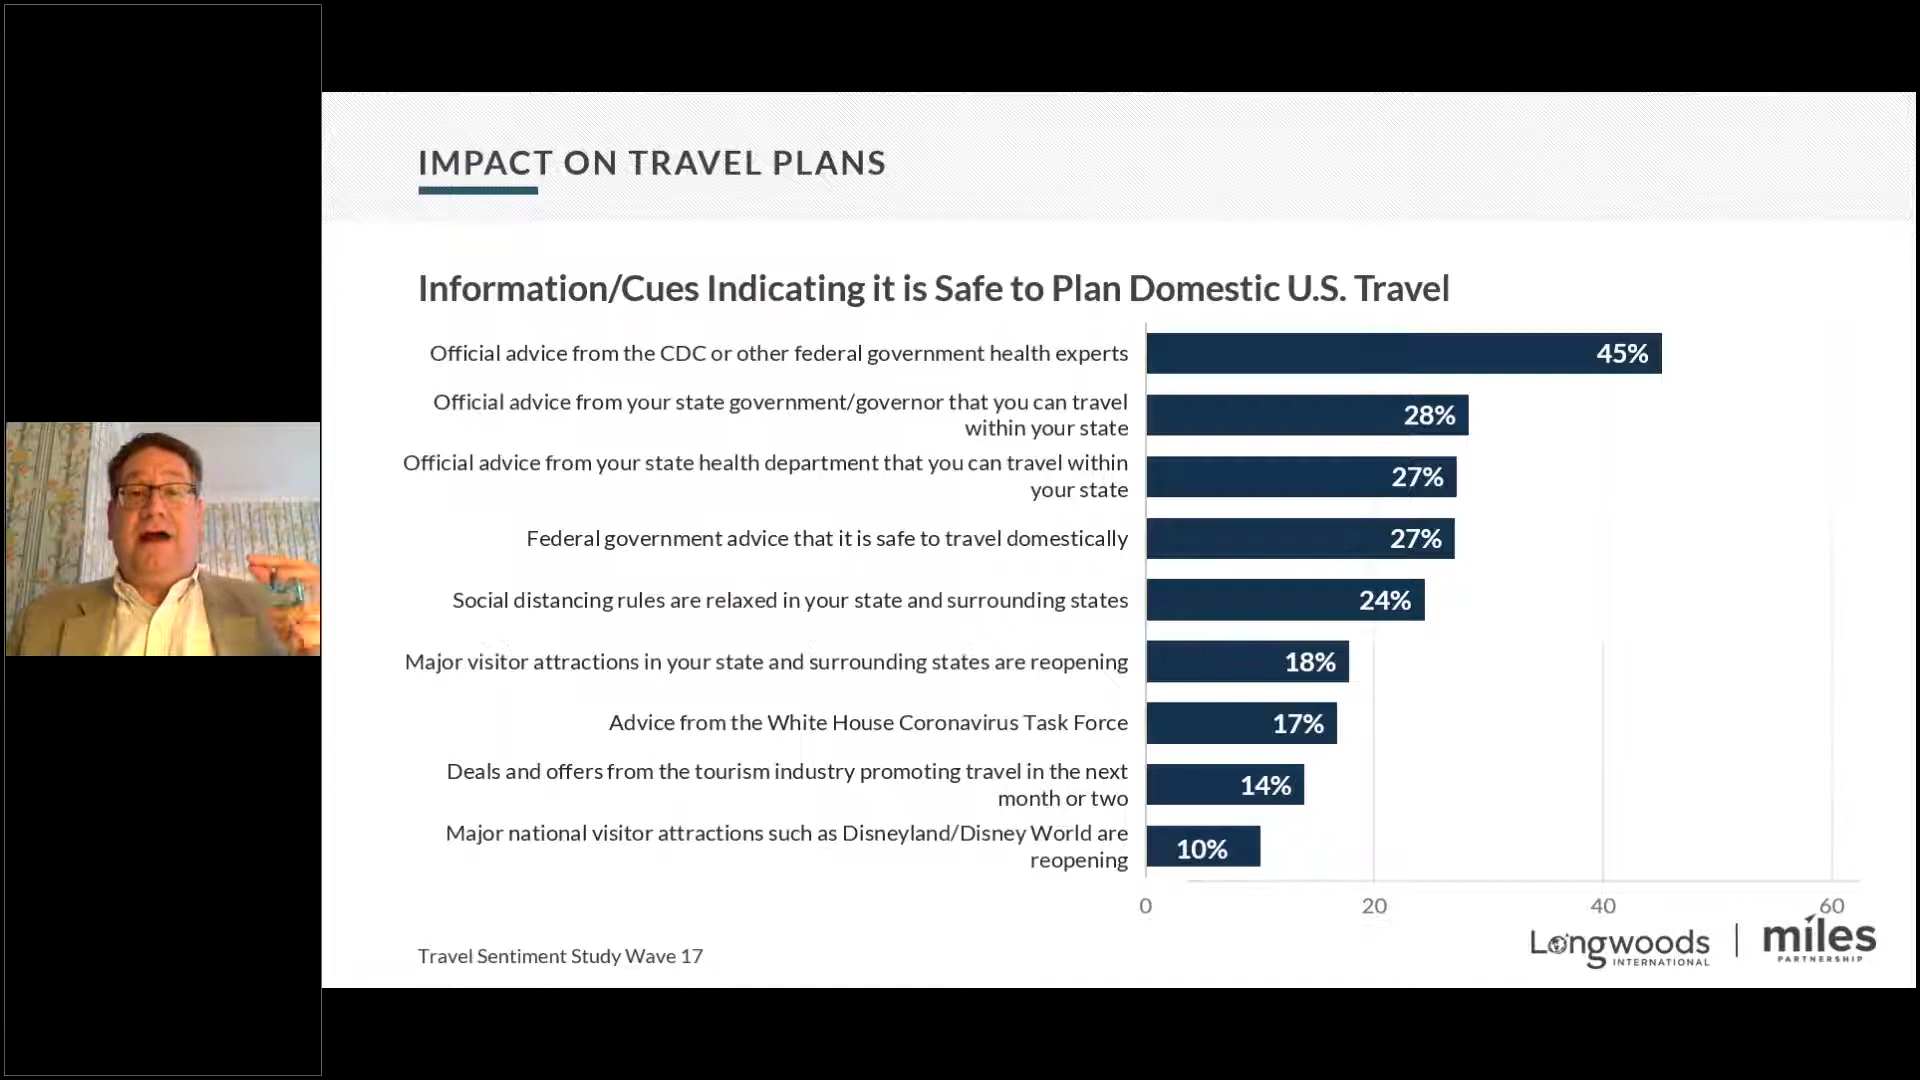 IMPACT ON TRAVEL PLANS
Information/Cues Indicating it is Safe to Plan Domestic U.S. Travel
Official advice from the CDC or other federal government health experts
45%
Official advice from your state government/governor that you can travel
within your state
28%
Official advice from your state health department that you can travel within
your state
27%
Federal government advice that it is safe to travel domestically
27%
Social distancing rules are relaxed in your state and surrounding states
24%
Major visitor attractions in your state and surrounding states are reopening
18%
Advice from the White House Coronavirus Task Force
17%
Deals and offers from the tourism industry promoting travel in the next
month or two
14%
Major national visitor attractions such as Disneyland/Disney World are
reopening
10%
0 20 40 60
Travel Sentiment Study Wave 17
Longwoods
INTERNATIONAL
miles
PARTNERSHIP